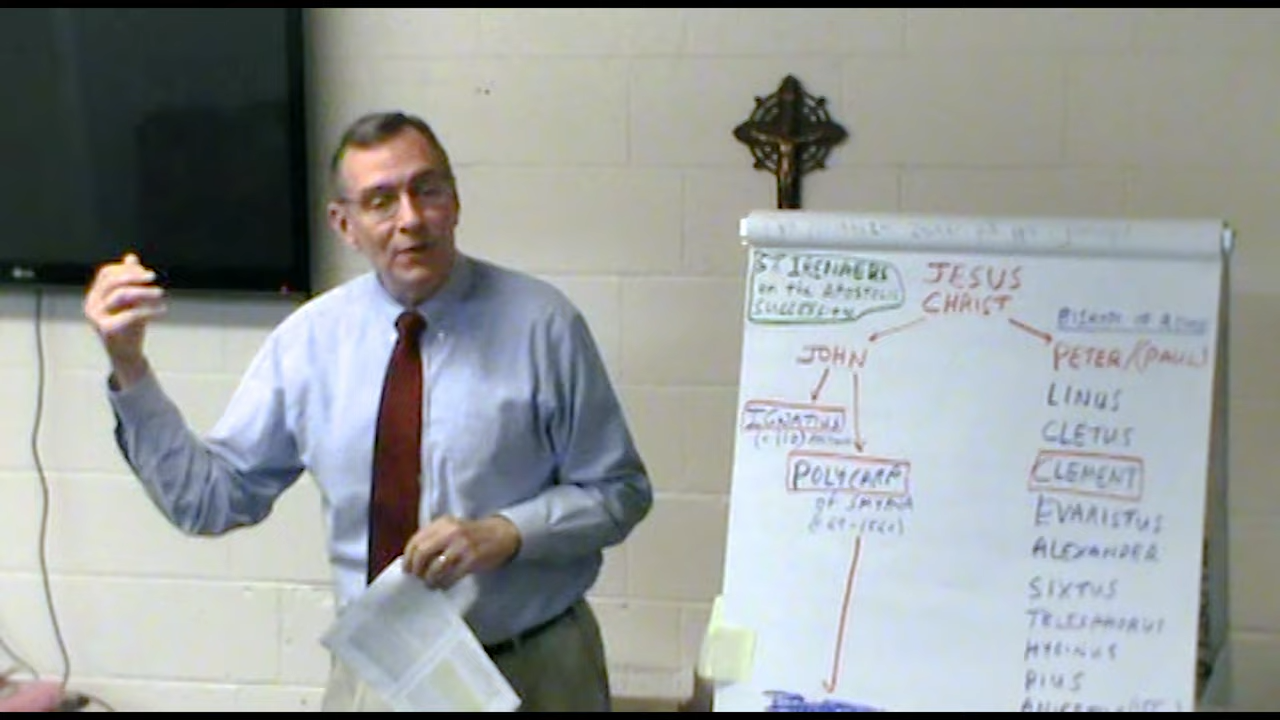 ST IRENAEUS
on the Apostolic
SUCCESSION
JESUS
CHRIST
BISHOPS OF ROME
JOHN
PETER/(PAUL)
LINUS
IGNATIUS
CLETUS
POLYCARP
of SMYRNA
CLEMENT
EVARISTUS
ALEXANDER
SIXTUS
TELESPHORUS
HYGINUS
PIUS